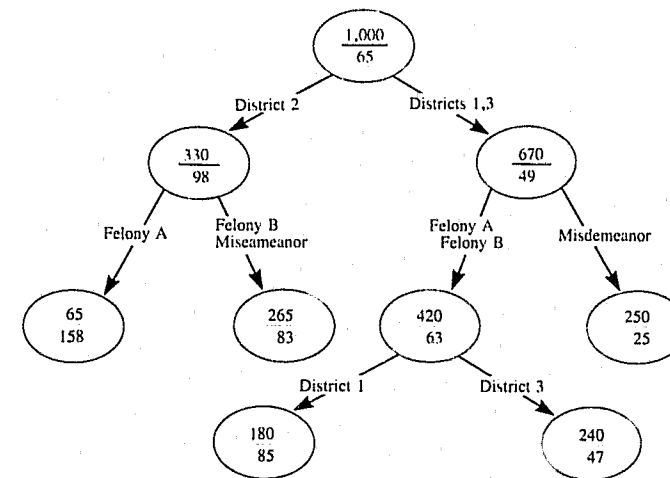 1,000
65
District 2
Districts 1,3
330
98
670
49
Felony A
Felony B
Miseameanor
Felony A
Felony B
Misdemeanor
65
158
265
83
420
63
250
25
District 1
District 3
180
85
240
47